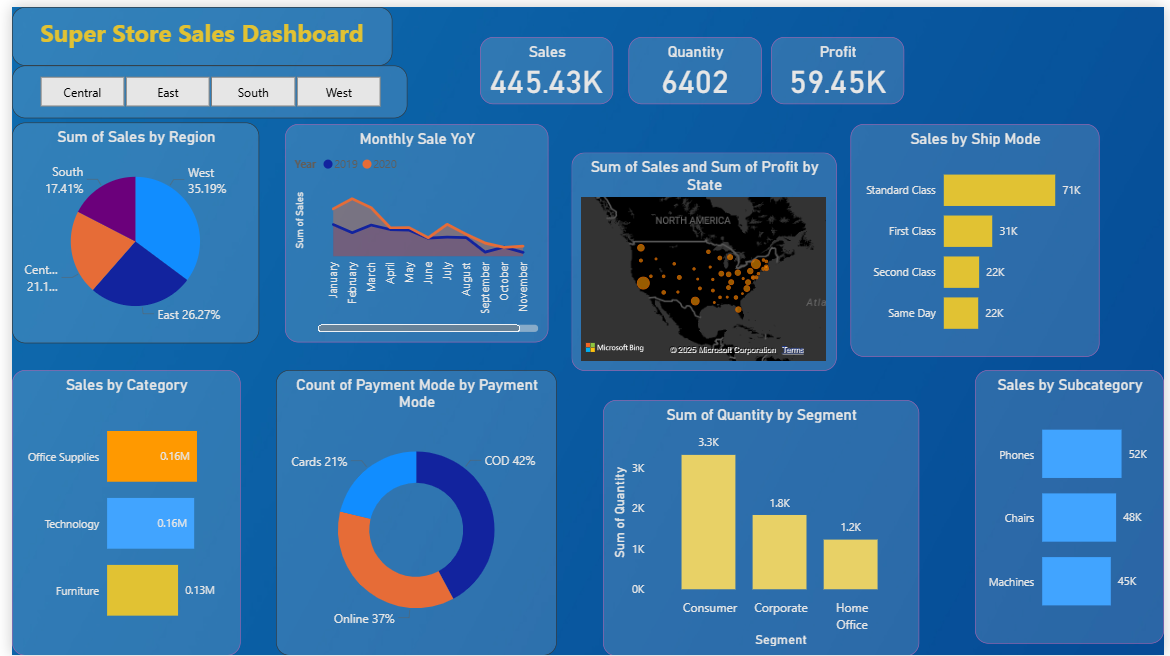 Super Store Sales Dashboard
Central
East
South
West
Sales
445.43K
Quantity
6402
Profit
59.45K
Sum of Sales by Region
South
17.41%
West
35.19%
Cent...
21.1...
East 26.27%
Monthly Sale YoY
Year 2019 2020
Sum of Sales
January
February
March
April
May
June
July
August
September
October
November
Sum of Sales and Sum of Profit by
State
NORTH AMERICA
Atla
Microsoft Bing
© 2025 Microsoft Corporation Terms
Sales by Ship Mode
Standard Class 71K
First Class 31K
Second Class 22K
Same Day 22K
Sales by Category
Office Supplies 0.16M
Technology 0.16M
Furniture 0.13M
Count of Payment Mode by Payment
Mode
Cards 21%
COD 42%
Online 37%
Sum of Quantity by Segment
Sum of Quantity
3K
2K
1K
0K
3.3K
1.8K
1.2K
Consumer
Corporate
Home
Office
Segment
Sales by Subcategory
Phones 52K
Chairs 48K
Machines 45K